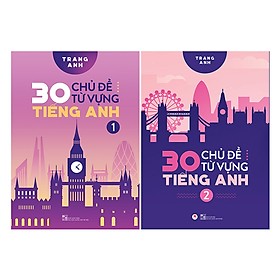 TRANG
ANH
30 CHỦ ĐỀ
TỪ VỰNG
TIẾNG ANH
1
TRANG
ANH
30 CHỦ ĐỀ
TỪ VỰNG
TIẾNG ANH
2